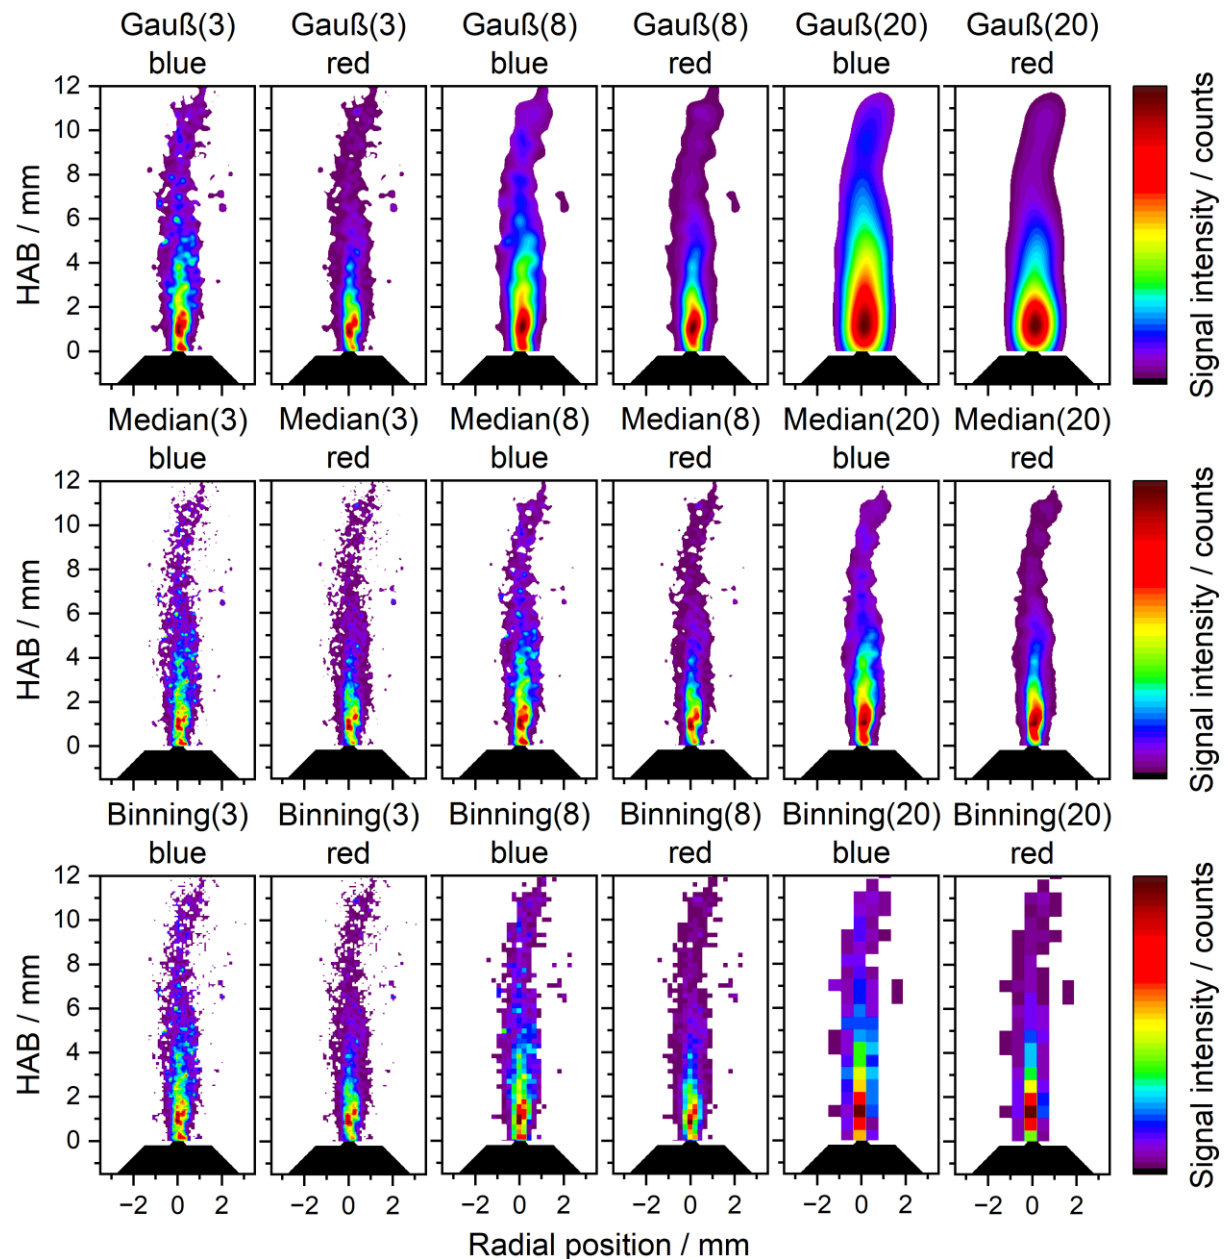 Gauß(3) Gauß(3) Gauß(8) Gauß(8) Gauß(20) Gauß(20)
blue red blue red blue red
12
10
8
6
4
2
0
HAB / mm
Signal intensity / counts
Median(3) Median(3) Median(8) Median(8) Median(20) Median(20)
blue red blue red blue red
12
10
8
6
4
2
0
HAB / mm
Signal intensity / counts
Binning(3) Binning(3) Binning(8) Binning(8) Binning(20) Binning(20)
blue red blue red blue red
12
10
8
6
4
2
0
HAB / mm
Signal intensity / counts
−2 0 2 −2 0 2 −2 0 2 −2 0 2 −2 0 2 −2 0 2
Radial position / mm